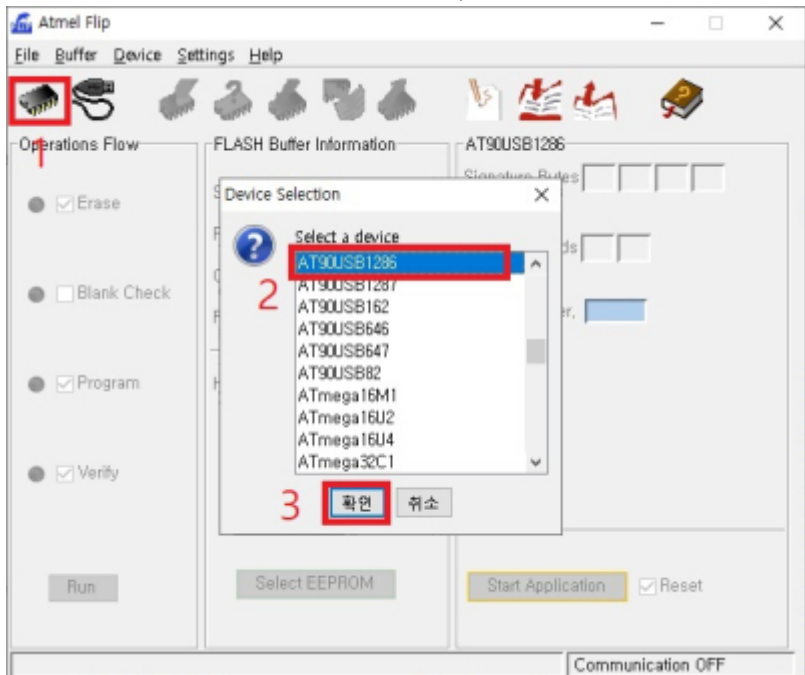 Atmel Flip
File Buffer Device Settings Help
1
Operations Flow
FLASH Buffer Information
AT90USB1286
Signature Bytes
Device Selection
Erase
Select a device
2
AT90USB1286
AT90USB1287
AT90USB162
AT90USB646
AT90USB647
AT90USB82
ATmega16M1
ATmega16U2
ATmega16U4
ATmega32C1
Blank Check
Program
Verify
3
확인 취소
Run
Select EEPROM
Start Application
Reset
Communication OFF